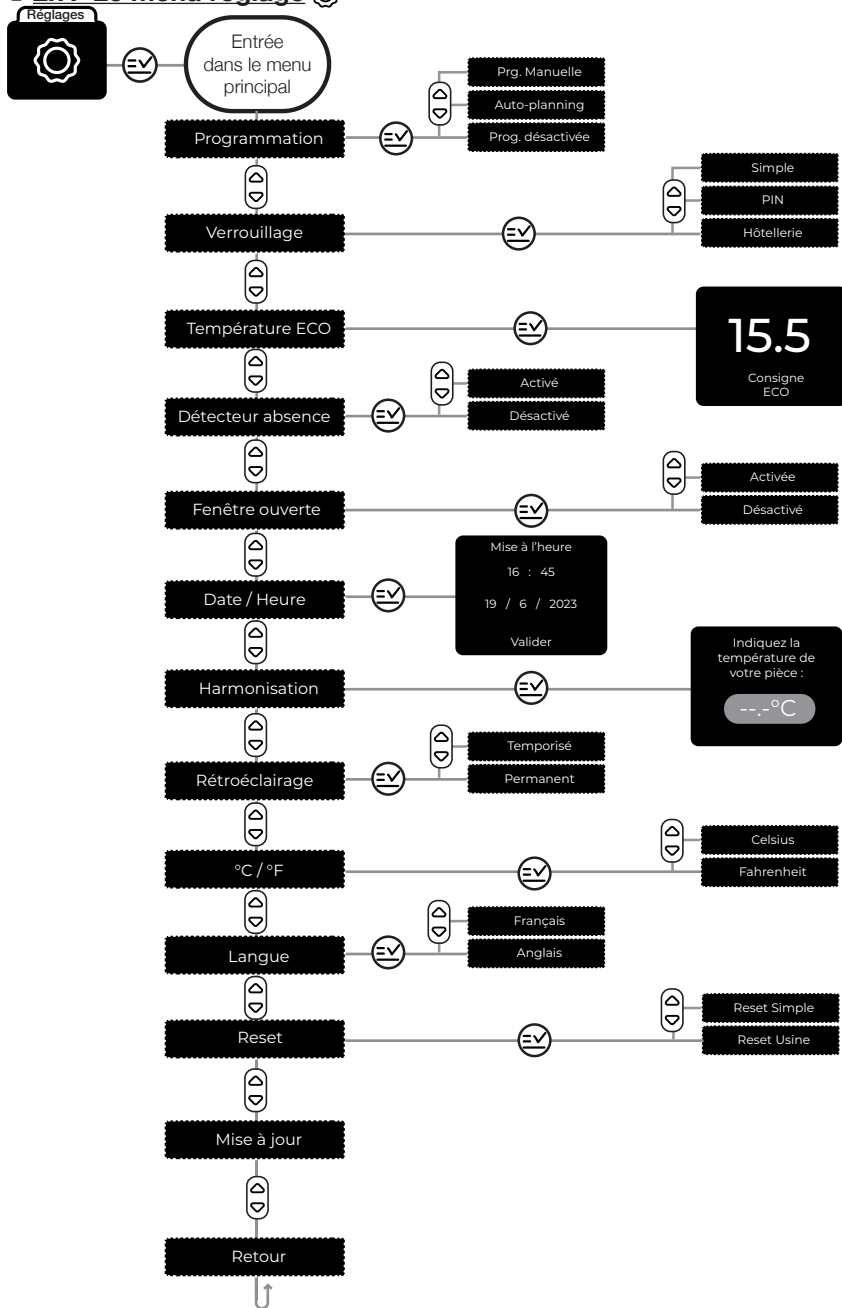 Réglages
Entrée
dans le menu
principal
Programmation
Prg. Manuelle
Auto-planning
Prog. désactivée
Verrouillage
Simple
PIN
Hôtellerie
Température ECO
15.5
Consigne
ECO
Détecteur absence
Activé
Désactivé
Fenêtre ouverte
Activée
Désactivé
Date / Heure
Mise à l'heure
16 : 45
19 / 6 / 2023
Valider
Harmonisation
Indiquez la
température de
votre pièce :
--.-°C
Rétroéclairage
Temporisé
Permanent
°C / °F
Celsius
Fahrenheit
Langue
Français
Anglais
Reset
Reset Simple
Reset Usine
Mise à jour
Retour